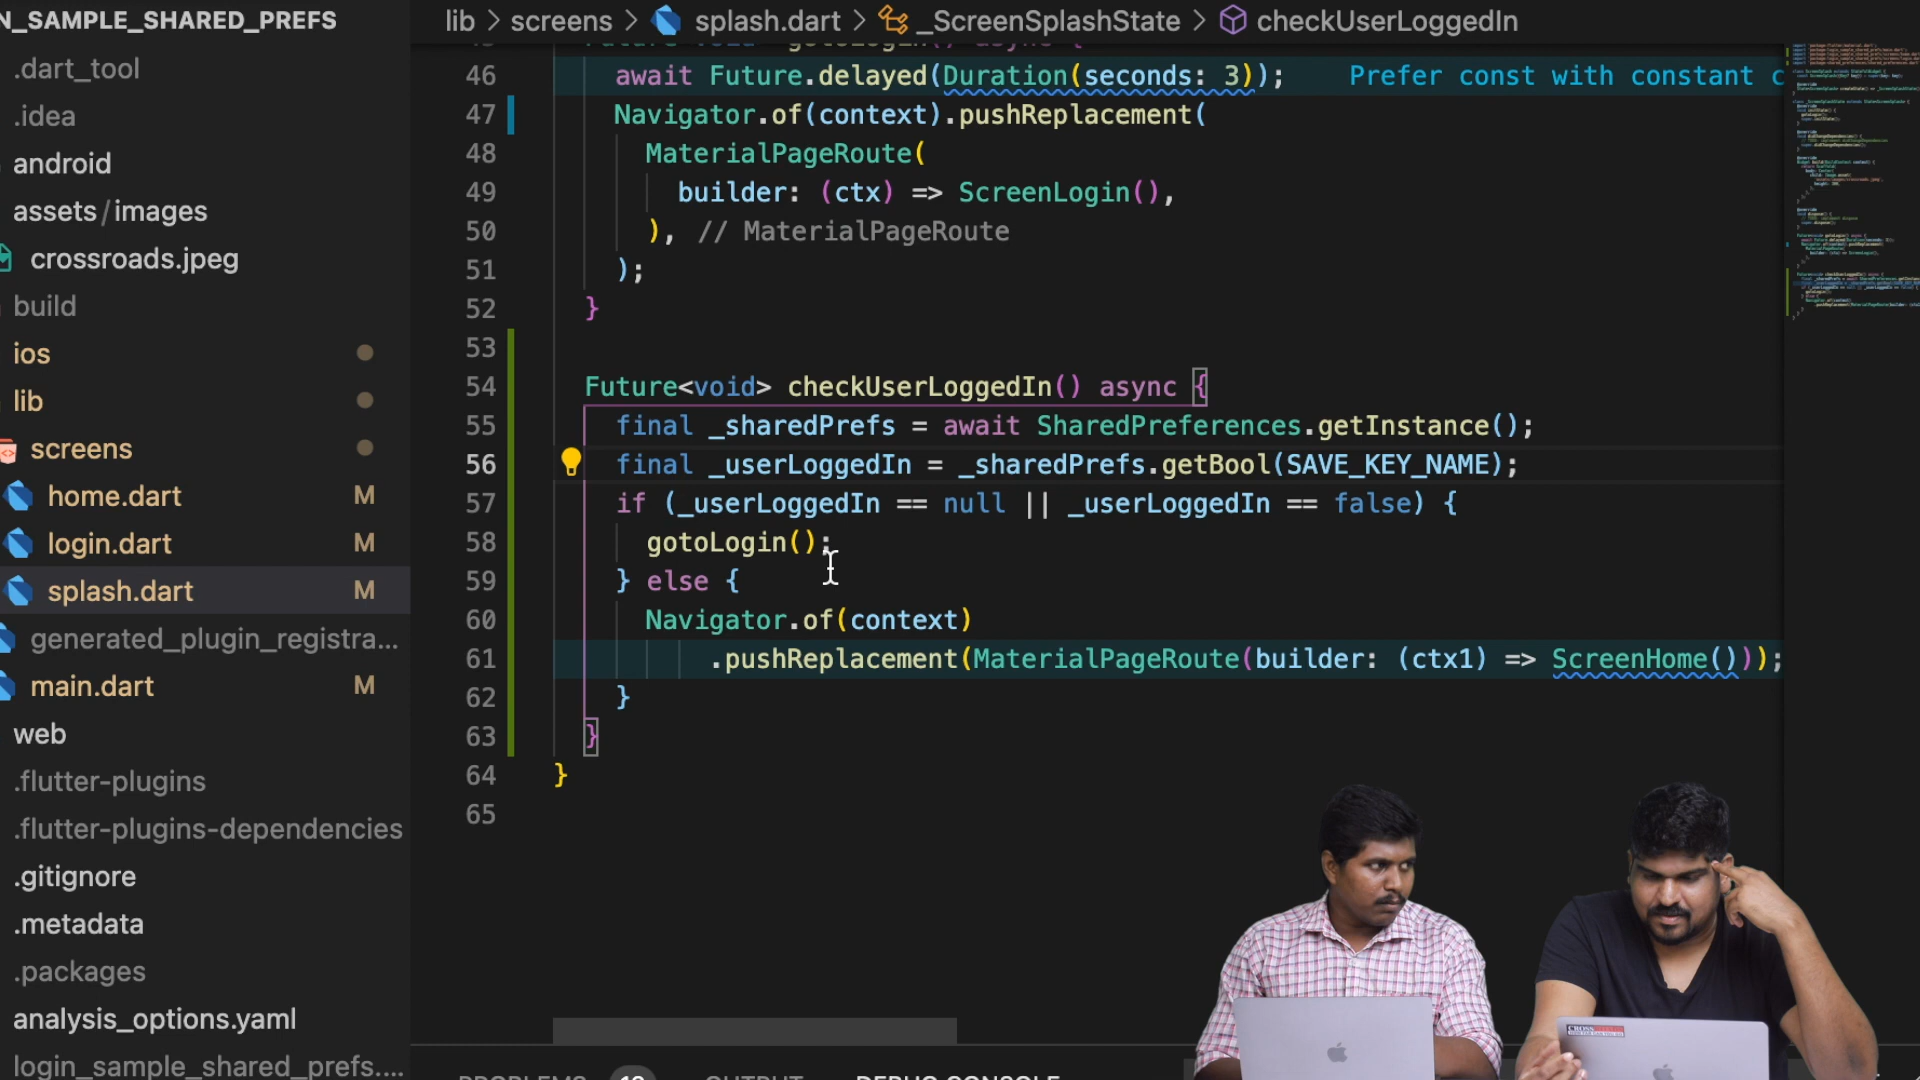 N_SAMPLE_SHARED_PREFS
.dart_tool
.idea
android
assets/images
crossroads.jpeg
build
ios
lib
screens
home.dart M
login.dart M
splash.dart M
generated_plugin_registra...
main.dart M
web
.flutter-plugins
.flutter-plugins-dependencies
.gitignore
.metadata
.packages
analysis_options.yaml
login_sample_shared_prefs....
lib > screens > splash.dart > _ScreenSplashState > checkUserLoggedIn
46 await Future.delayed(Duration(seconds: 3)); Prefer const with constant c
47 Navigator.of(context).pushReplacement(
48 MaterialPageRoute(
49 builder: (ctx) => ScreenLogin(),
50 ), // MaterialPageRoute
51 );
52 }
53
54 Future<void> checkUserLoggedIn() async {
55 final _sharedPrefs = await SharedPreferences.getInstance();
56 final _userLoggedIn = _sharedPrefs.getBool(SAVE_KEY_NAME);
57 if (_userLoggedIn == null || _userLoggedIn == false) {
58 gotoLogin();
59 } else {
60 Navigator.of(context)
61 .pushReplacement(MaterialPageRoute(builder: (ctx1) => ScreenHome()));
62 }
63 }
64 }
65
PROBLEMS OUTPUT DEBUG CONSOLE